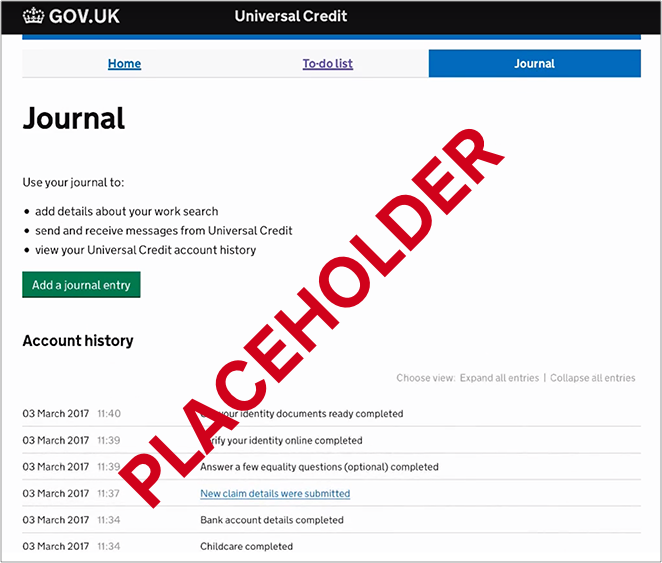 GOV.UK Universal Credit
Home To-do list Journal
Journal
Use your journal to:
• add details about your work search
• send and receive messages from Universal Credit
• view your Universal Credit account history
Add a journal entry
Account history
Choose view: Expand all entries | Collapse all entries
03 March 2017 11:40 your identity documents ready completed
03 March 2017 11:39 your identity online completed
03 March 2017 11:39 Answer a few equality questions (optional) completed
03 March 2017 11:37 New claim details were submitted
03 March 2017 11:34 Bank account details completed
03 March 2017 11:34 Childcare completed
PLACEHOLDER